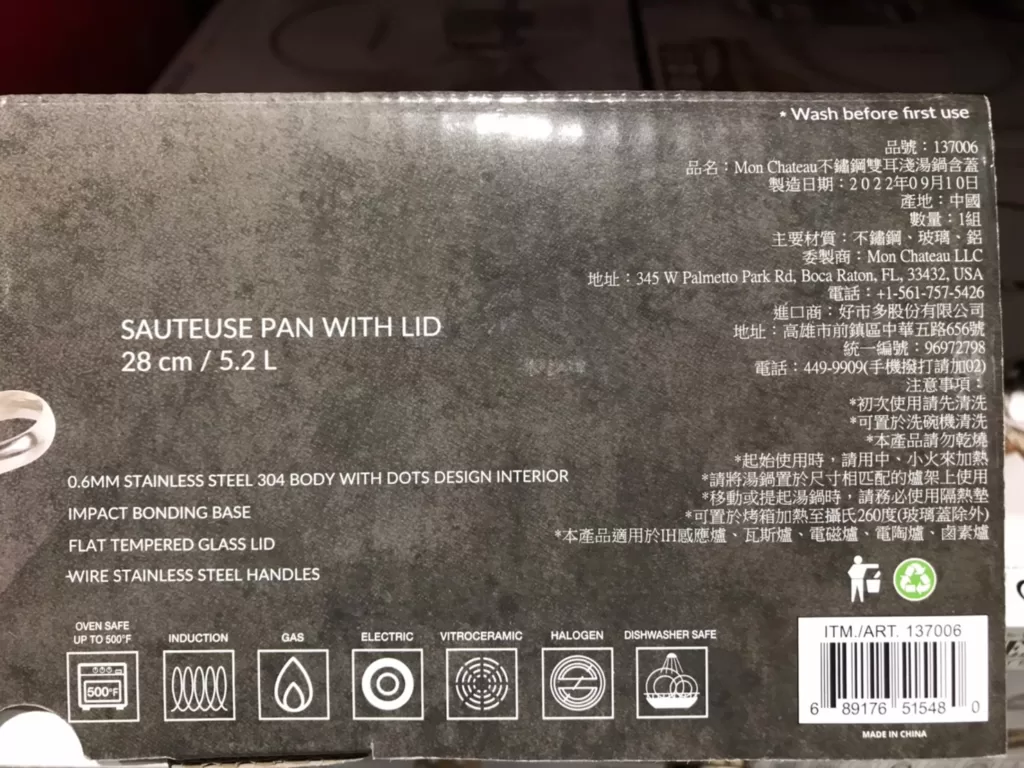 * Wash before first use
品號：137006
品名：Mon Chateau不鏽鋼雙耳淺湯鍋含蓋
製造日期：2022年09月10日
產地：中國
數量：1組
主要材質：不鏽鋼、玻璃、鋁
委製商：Mon Chateau LLC
地址：345 W Palmetto Park Rd, Boca Raton, FL, 33432, USA
電話：+1-561-757-5426
進口商：好市多股份有限公司
地址：高雄市前鎮區中華五路656號
統一編號：96972798
電話：449-9909(手機撥打請加02)
注意事項：
*初次使用請先清洗
*可置於洗碗機清洗
*本產品請勿乾燒
*起始使用時，請用中、小火來加熱
*請將湯鍋置於尺寸相匹配的爐架上使用
*移動或提起湯鍋時，請務必使用隔熱墊
*可置於烤箱加熱至攝氏260度(玻璃蓋除外)
*本產品適用於IH感應爐、瓦斯爐、電磁爐、電陶爐、鹵素爐
SAUTEUSE PAN WITH LID
28 cm / 5.2 L
0.6MM STAINLESS STEEL 304 BODY WITH DOTS DESIGN INTERIOR
IMPACT BONDING BASE
FLAT TEMPERED GLASS LID
-WIRE STAINLESS STEEL HANDLES
OVEN SAFE
UP TO 500°F
500°F
INDUCTION
GAS
ELECTRIC
VITROCERAMIC
HALOGEN
DISHWASHER SAFE
ITM./ART. 137006
6 89176 51548 0
MADE IN CHINA